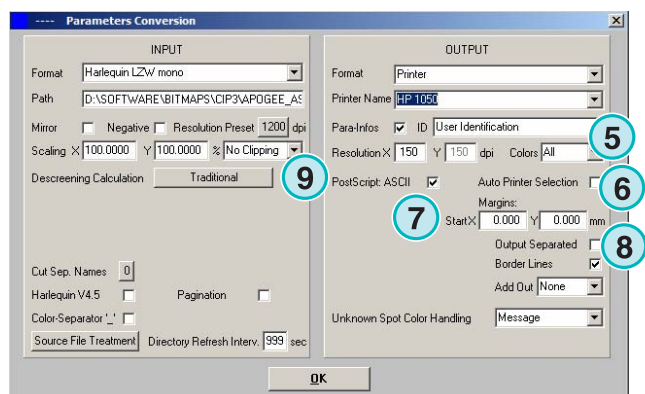 ---- Parameters Conversion
INPUT
Format Harlequin LZW mono
Path D:\SOFTWARE\BITMAPS\CIP3\APOGEE_AS
Mirror Negative Resolution Preset 1200 dpi
Scaling X 100.0000 Y 100.0000 % No Clipping
Descreening Calculation Traditional 9
Cut Sep. Names 0
Harlequin V4.5 Pagination
Color-Separator '_'
Source File Treatment Directory Refresh Interv. 999 sec
OUTPUT
Format Printer
Printer Name HP 1050
Para-Infos ID User Identification
5
Resolution X 150 Y 150 dpi Colors All
PostScript: ASCII Auto Printer Selection 6
Margins:
7 StartX 0.000 Y 0.000 mm
Output Separated 8
Border Lines
Add Out None
Unknown Spot Color Handling Message
OK